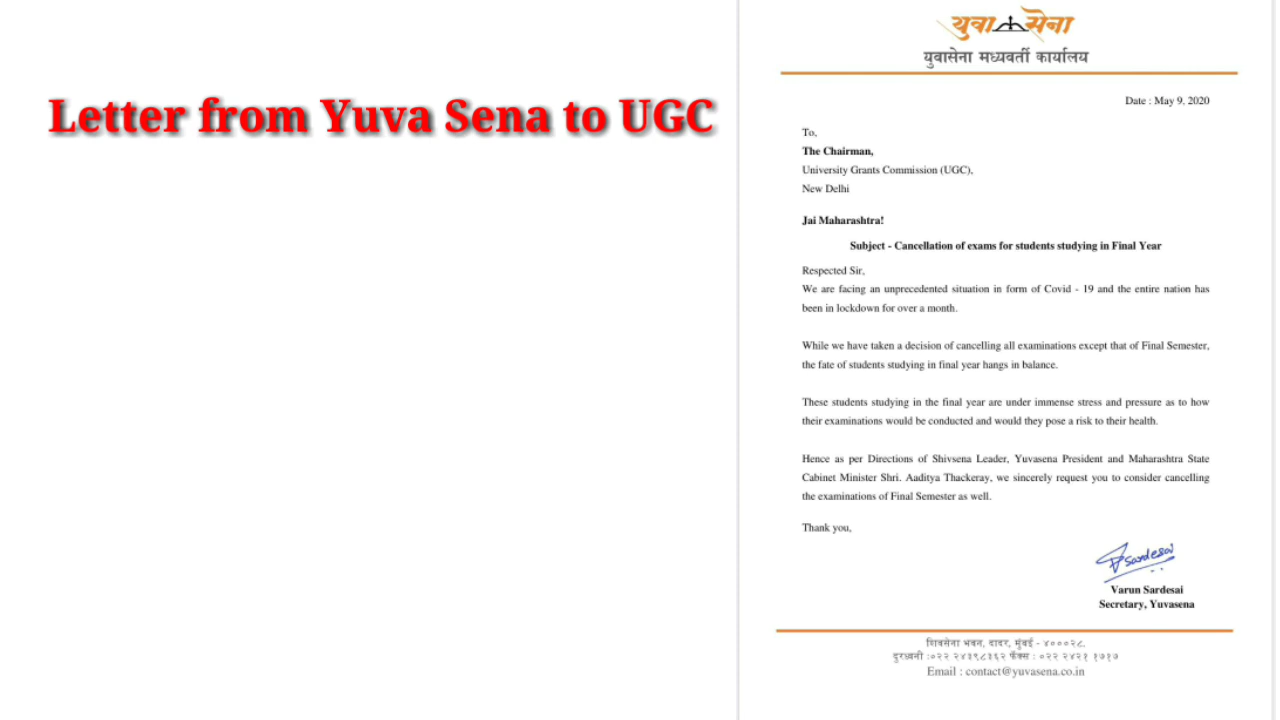 Letter from Yuva Sena to UGC
युवा सेना
युवासेना मध्यवर्ती कार्यालय
Date : May 9, 2020
To,
The Chairman,
University Grants Commission (UGC),
New Delhi
Jai Maharashtra!
Subject - Cancellation of exams for students studying in Final Year
Respected Sir,
We are facing an unprecedented situation in form of Covid - 19 and the entire nation has
been in lockdown for over a month.
While we have taken a decision of cancelling all examinations except that of Final Semester,
the fate of students studying in final year hangs in balance.
These students studying in the final year are under immense stress and pressure as to how
their examinations would be conducted and would they pose a risk to their health.
Hence as per Directions of Shivsena Leader, Yuvasena President and Maharashtra State
Cabinet Minister Shri. Aaditya Thackeray, we sincerely request you to consider cancelling
the examinations of Final Semester as well.
Thank you,
Sardesai
Varun Sardesai
Secretary, Yuvasena
शिवसेना भवन, दादर, मुंबई - ४०००२८.
दुरध्वनी :०२२ २४३९८३६२ फॅक्स : ०२२ २४२१ १७१७
Email : contact@yuvasena.co.in